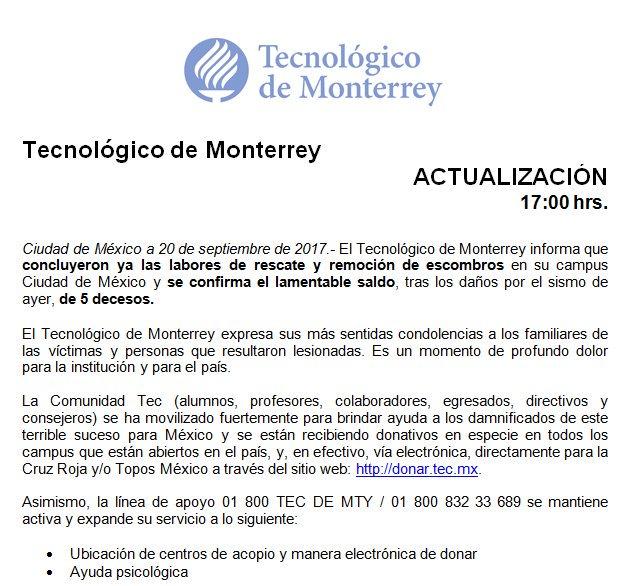 Tecnológico
de Monterrey
Tecnológico de Monterrey
ACTUALIZACIÓN
17:00 hrs.
Ciudad de México a 20 de septiembre de 2017.- El Tecnológico de Monterrey informa que
concluyeron ya las labores de rescate y remoción de escombros en su campus
Ciudad de México y se confirma el lamentable saldo, tras los daños por el sismo de
ayer, de 5 decesos.
El Tecnológico de Monterrey expresa sus más sentidas condolencias a los familiares de
las víctimas y personas que resultaron lesionadas. Es un momento de profundo dolor
para la institución y para el país.
La Comunidad Tec (alumnos, profesores, colaboradores, egresados, directivos y
consejeros) se ha movilizado fuertemente para brindar ayuda a los damnificados de este
terrible suceso para México y se están recibiendo donativos en especie en todos los
campus que están abiertos en el país, y, en efectivo, vía electrónica, directamente para la
Cruz Roja y/o Topos México a través del sitio web: http://donar.tec.mx.
Asimismo, la línea de apoyo 01 800 TEC DE MTY / 01 800 832 33 689 se mantiene
activa y expande su servicio a lo siguiente:
• Ubicación de centros de acopio y manera electrónica de donar
• Ayuda psicológica